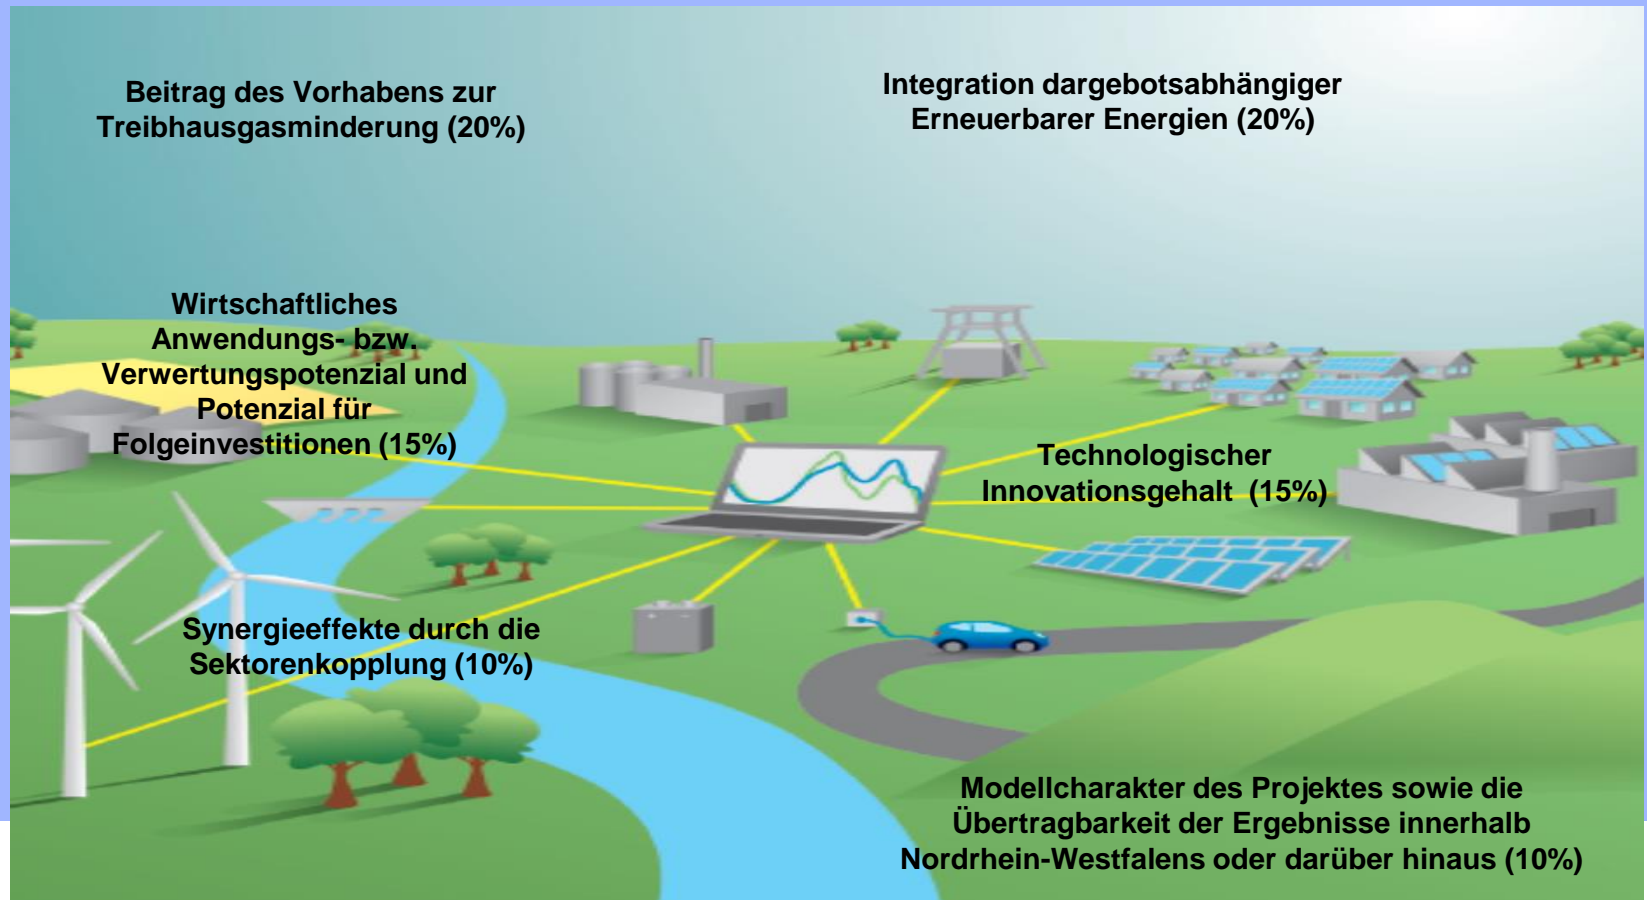 Beitrag des Vorhabens zur
Treibhausgasminderung (20%)
Integration dargebotsabhängiger
Erneuerbarer Energien (20%)
Wirtschaftliches
Anwendungs- bzw.
Verwertungspotenzial und
Potenzial für
Folgeinvestitionen (15%)
Technologischer
Innovationsgehalt (15%)
Synergieeffekte durch die
Sektorenkopplung (10%)
Modellcharakter des Projektes sowie die
Übertragbarkeit der Ergebnisse innerhalb
Nordrhein-Westfalens oder darüber hinaus (10%)